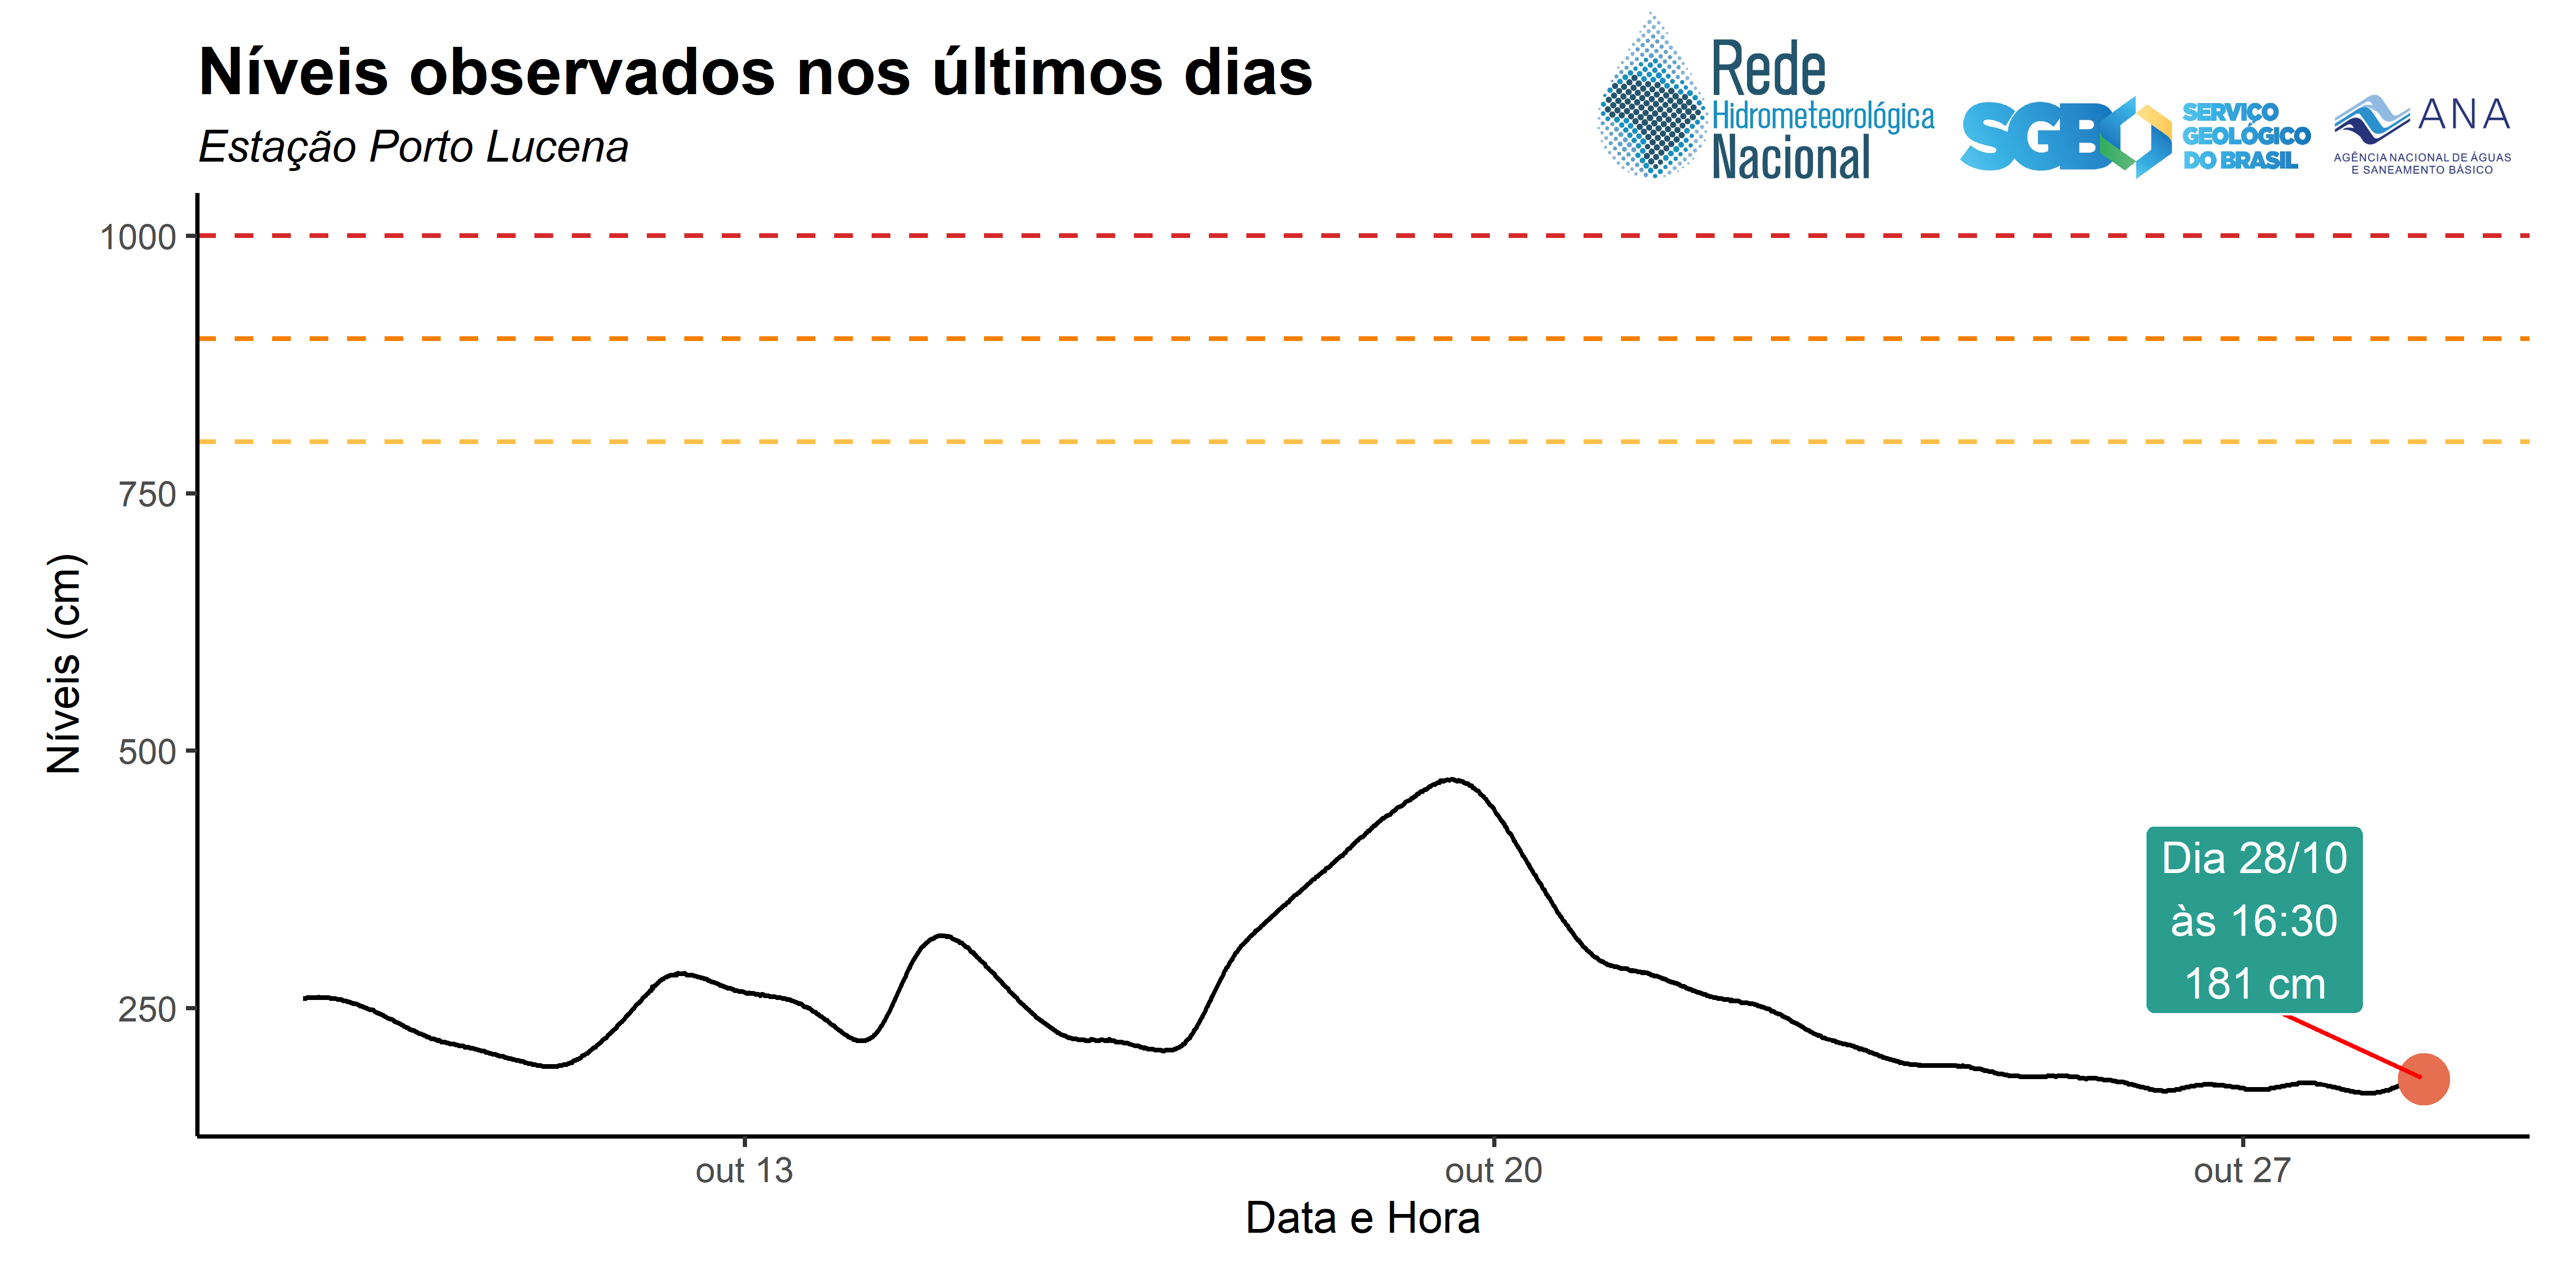 Níveis observados nos últimos dias
Estação Porto Lucena
Rede
Hidrometeorológica
Nacional
SGB
SERVIÇO
GEOLÓGICO
DO BRASIL
ANA
AGÊNCIA NACIONAL DE ÁGUAS
E SANEAMENTO BÁSICO
1000
750
500
250
Níveis (cm)
Dia 28/10
às 16:30
181 cm
out 13
out 20
out 27
Data e Hora